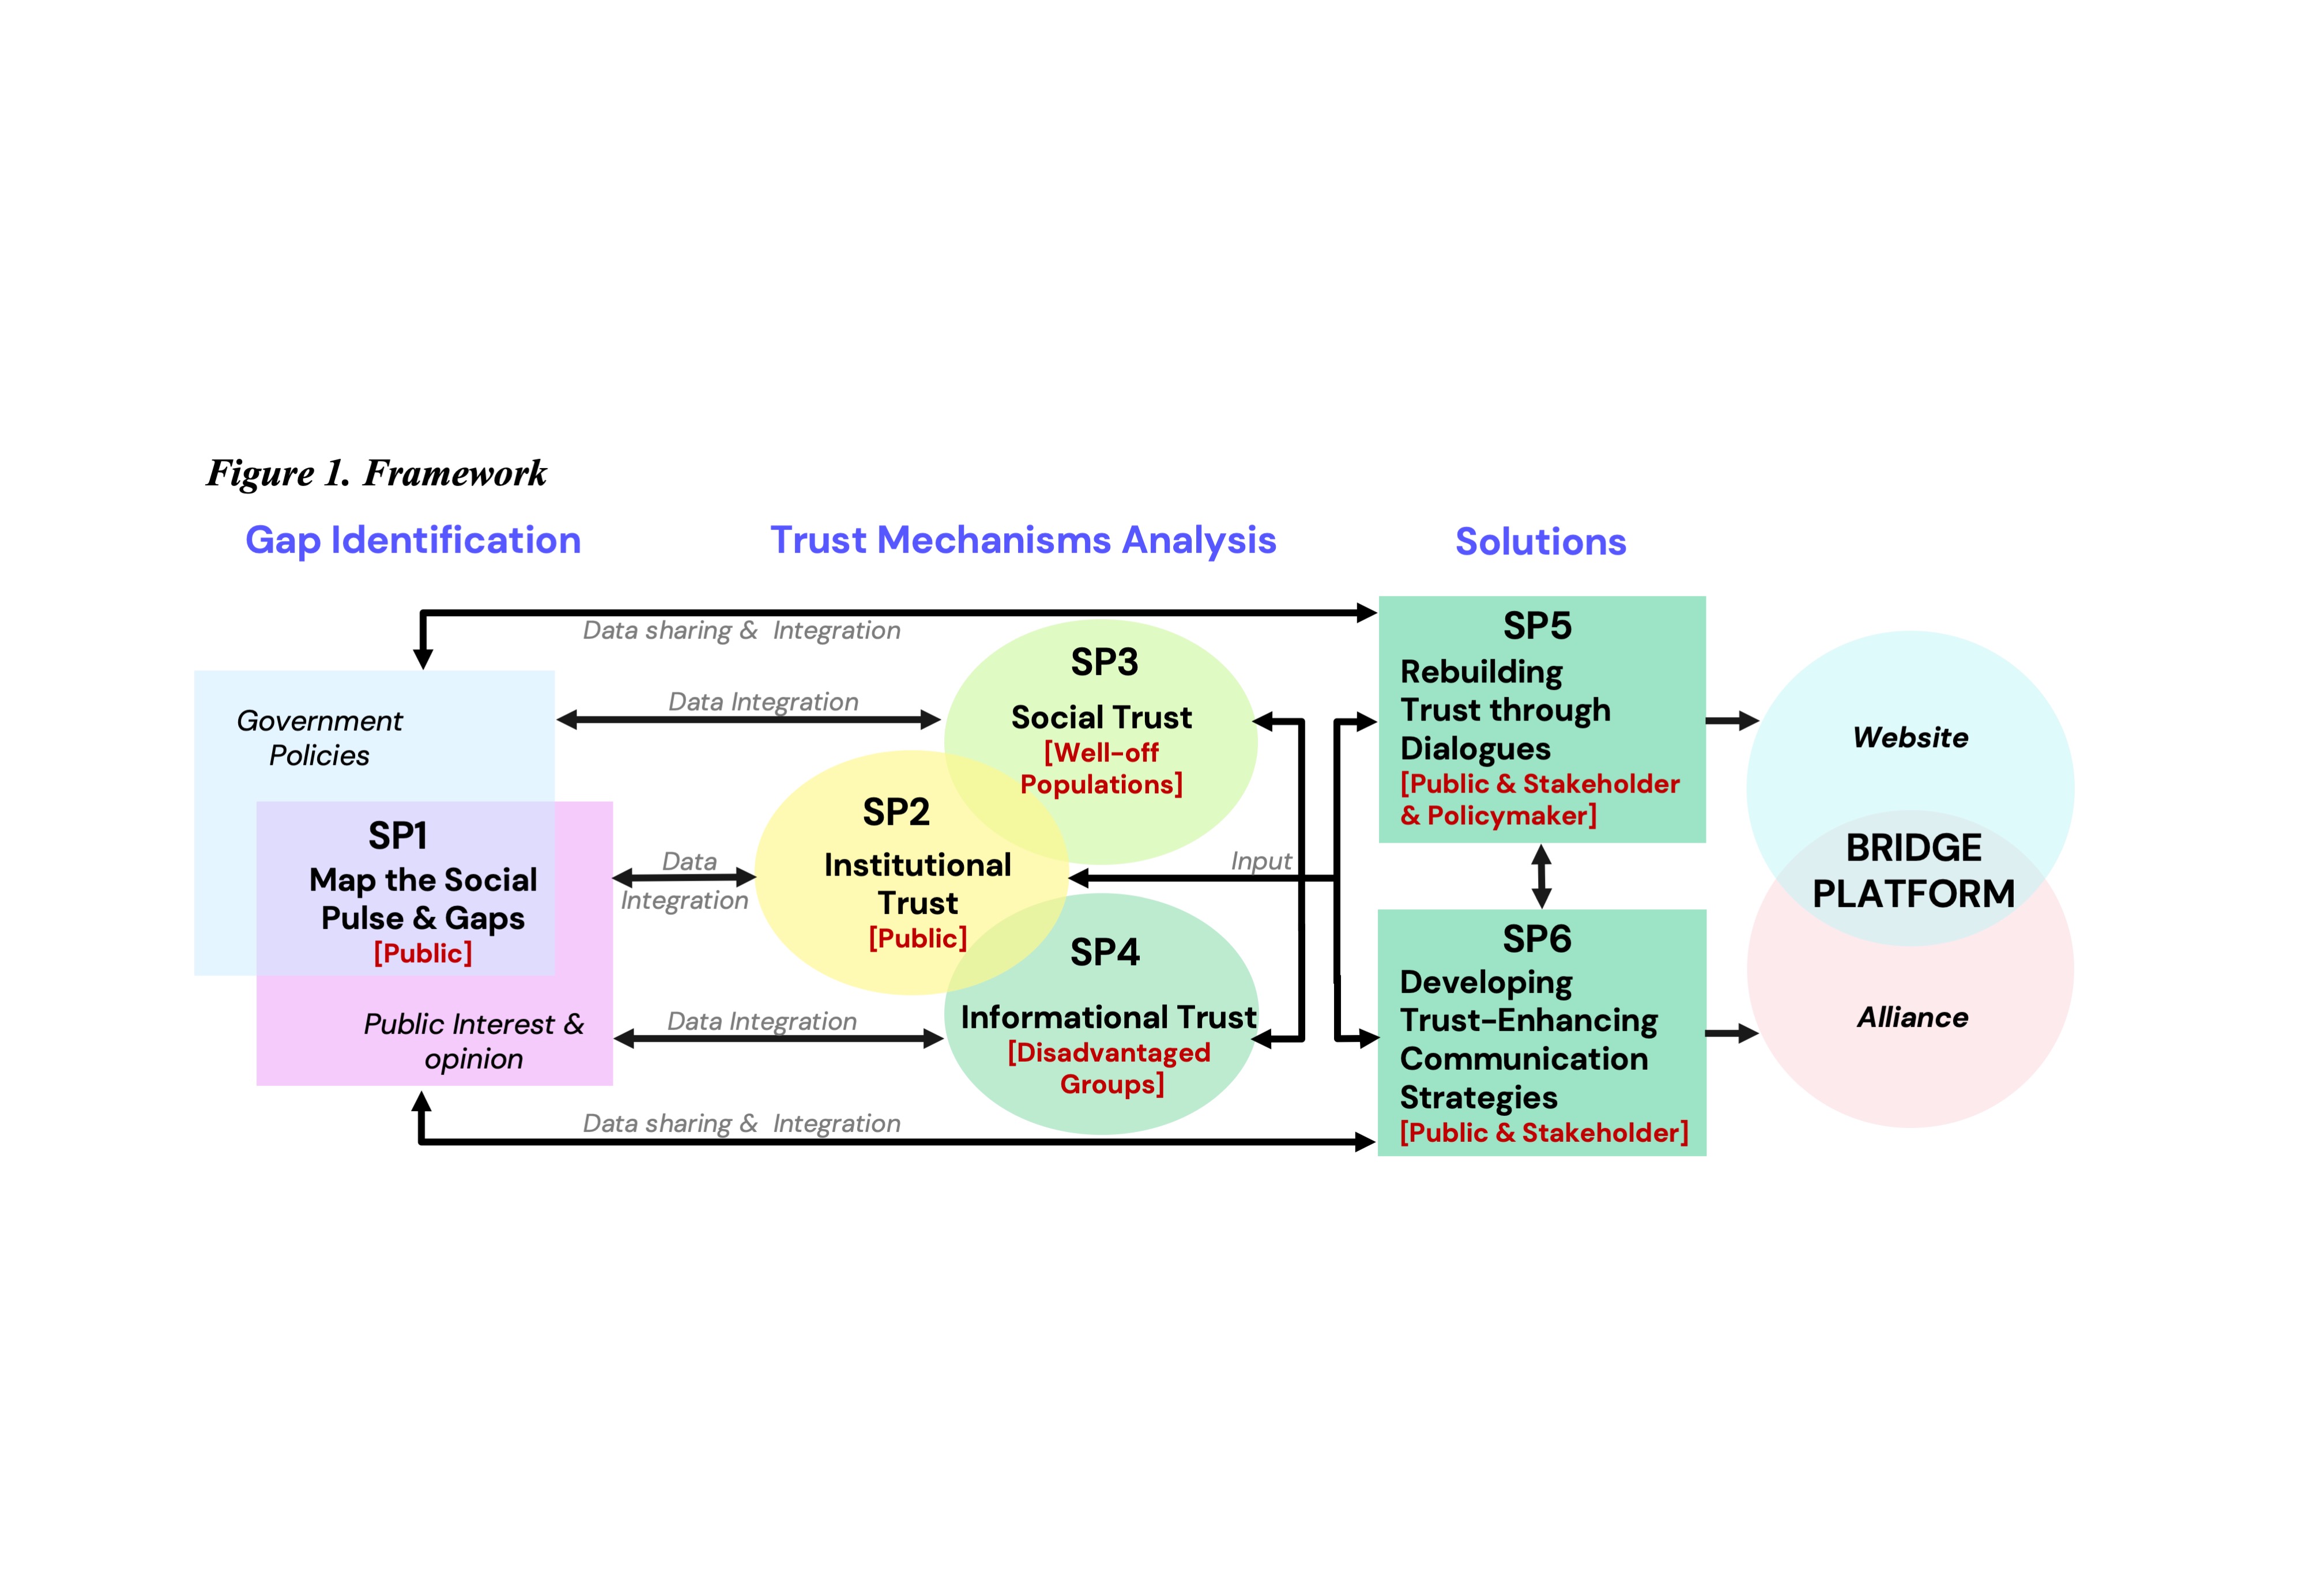 Figure 1. Framework
Gap Identification
Trust Mechanisms Analysis
Solutions
Data sharing & Integration
Government
Policies
Data Integration
SP1
Map the Social
Pulse & Gaps
[Public]
Public Interest &
opinion
Data
Integration
Data Integration
Data sharing & Integration
SP3
Social Trust
[Well-off
Populations]
SP2
Institutional
Trust
[Public]
SP4
Informational Trust
[Disadvantaged
Groups]
Input
SP5
Rebuilding
Trust through
Dialogues
[Public & Stakeholder
& Policymaker]
SP6
Developing
Trust-Enhancing
Communication
Strategies
[Public & Stakeholder]
Website
BRIDGE
PLATFORM
Alliance